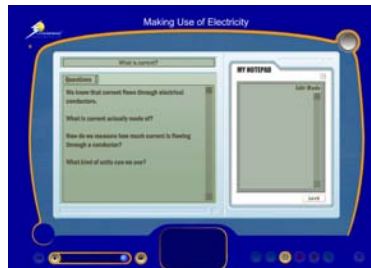 Making Use of Electricity
What is current?
Questions
We know that current flows through electrical
conductors.
What is current actually made of?
How do we measure how much current is flowing
through a conductor?
What kind of units can we use?
MY NOTEPAD
Edit Mode